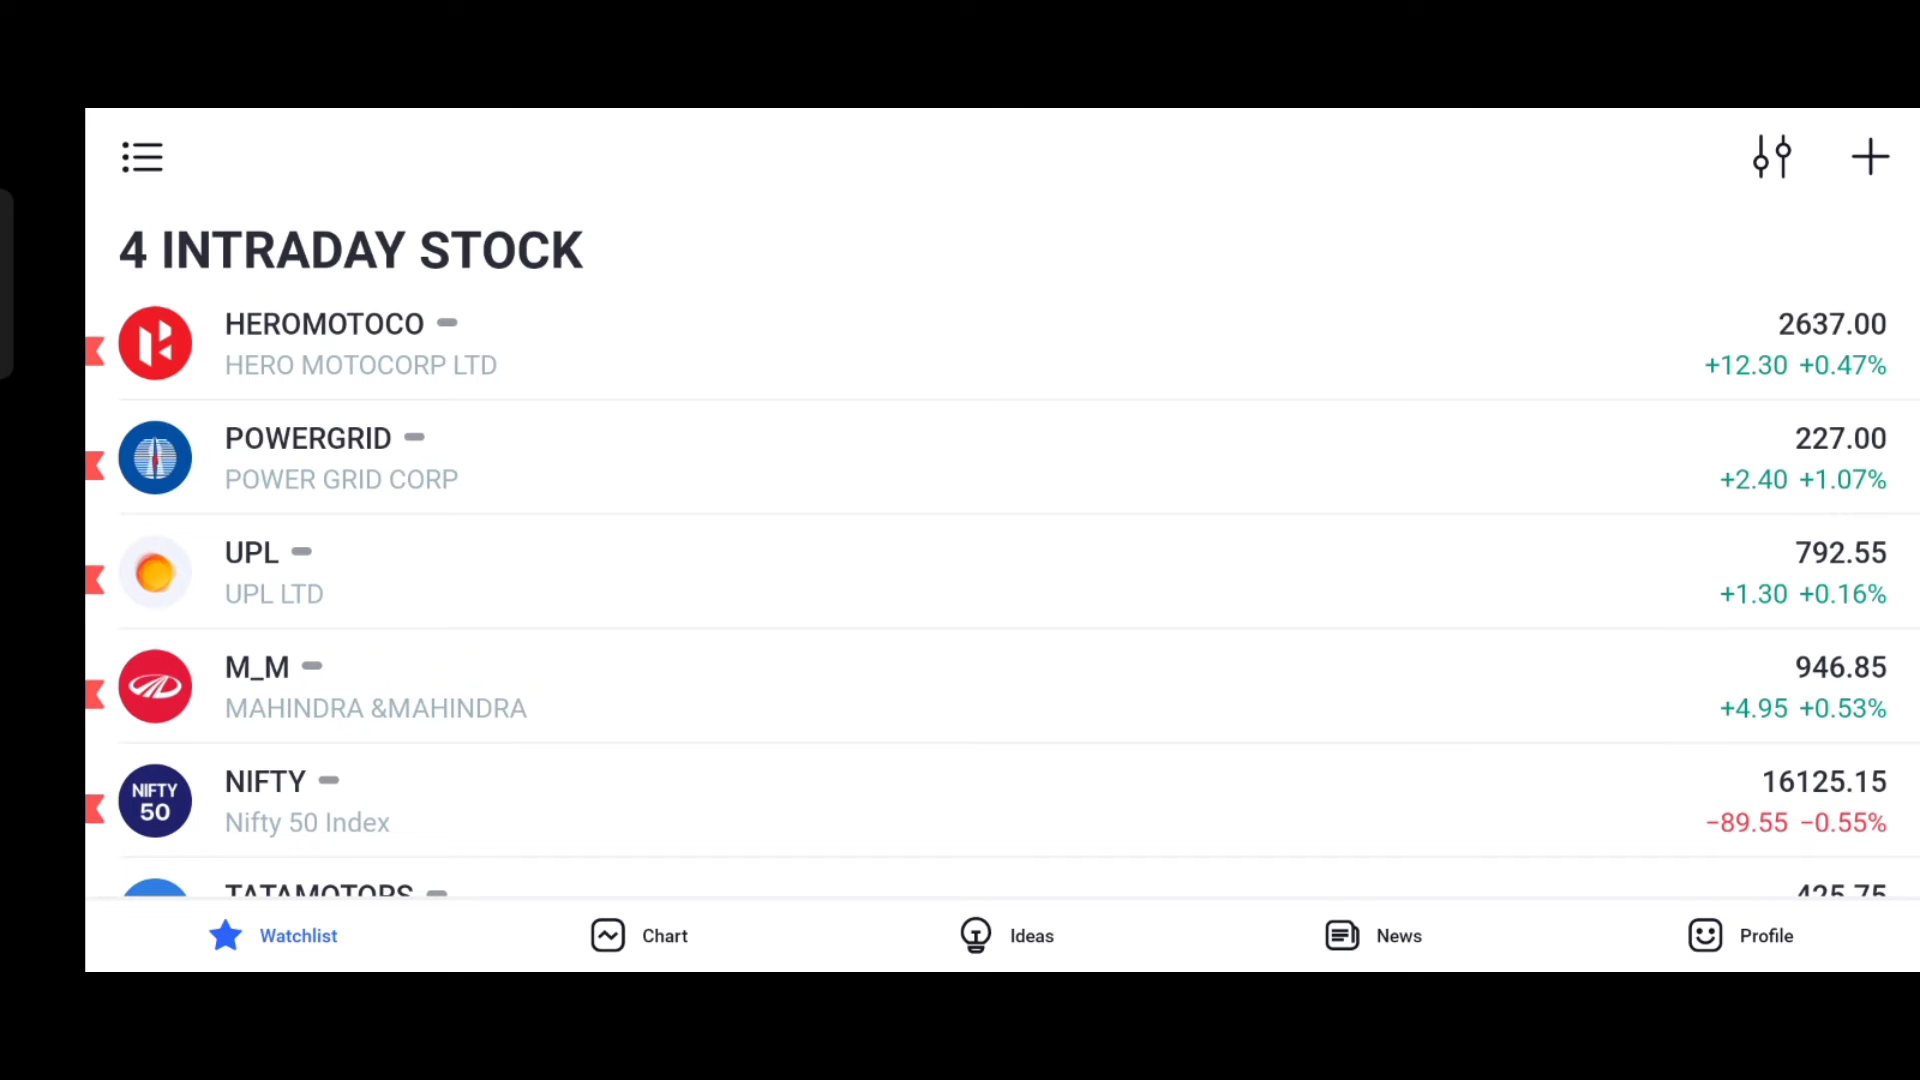 4 INTRADAY STOCK
HEROMOTOCO
2637.00
HERO MOTOCORP LTD
+12.30 +0.47%
POWERGRID
227.00
POWER GRID CORP
+2.40 +1.07%
UPL
792.55
UPL LTD
+1.30 +0.16%
M_M
946.85
MAHINDRA &MAHINDRA
+4.95 +0.53%
NIFTY
50
NIFTY
16125.15
Nifty 50 Index
−89.55 −0.55%
TATAMOTORS
425.75
Watchlist
Chart
Ideas
News
Profile